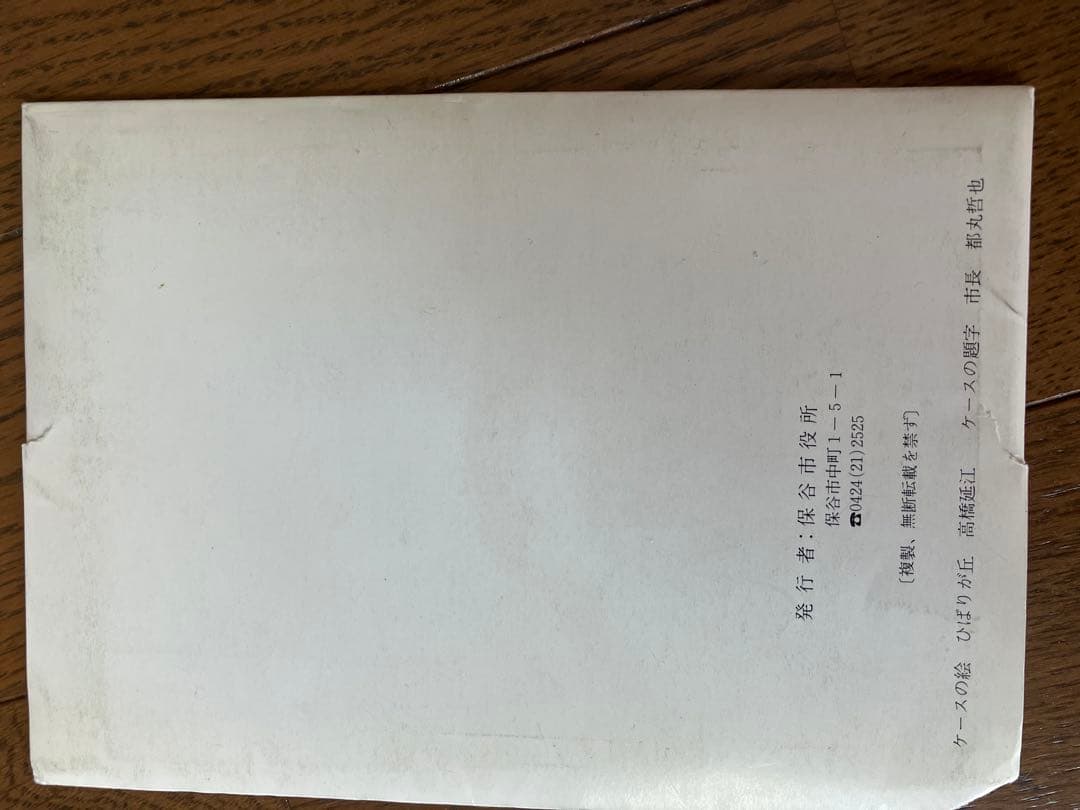 発行者：保谷市役所
保谷市中町1－5－1
☎0424(21)2525
〔複製、無断転載を禁ず〕
ケースの絵　ひばりが丘　高橋延江　ケースの題字　市長　都丸哲也